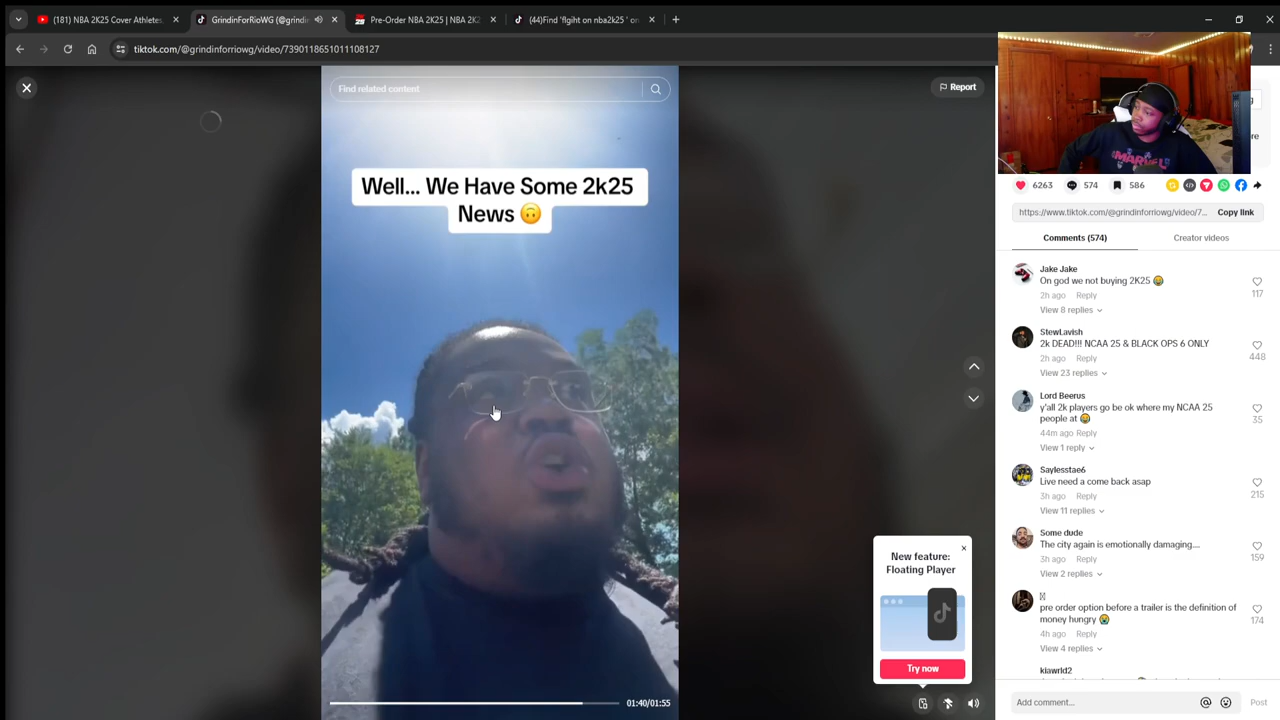 (181) NBA 2K25 Cover Athletes
GrindinForRioWG (@grindi
Pre-Order NBA 2K25 | NBA 2K
(44)Find 'flgiht on nba2k25 ' on
tiktok.com/@grindinforriowg/video/7390118651011108127
Find related content
Report
Well... We Have Some 2k25
News 🙃
01:40/01:55
New feature:
Floating Player
Try now
MARVEL
6263
574
586
https://www.tiktok.com/@grindinforriowg/video/7...
Copy link
Comments (574)
Creator videos
Jake Jake
On god we not buying 2K25 😂
117
2h ago Reply
View 8 replies
StewLavish
2k DEAD!!! NCAA 25 & BLACK OPS 6 ONLY
448
2h ago Reply
View 23 replies
Lord Beerus
y'all 2k players go be ok where my NCAA 25
people at 😂
35
44m ago Reply
View 1 reply
Saylesstae6
Live need a come back asap
215
3h ago Reply
View 11 replies
Some dude
The city again is emotionally damaging....
159
3h ago Reply
View 2 replies
pre order option before a trailer is the definition of
money hungry 😭
174
4h ago Reply
View 4 replies
kiawrld2
Add comment...
Post